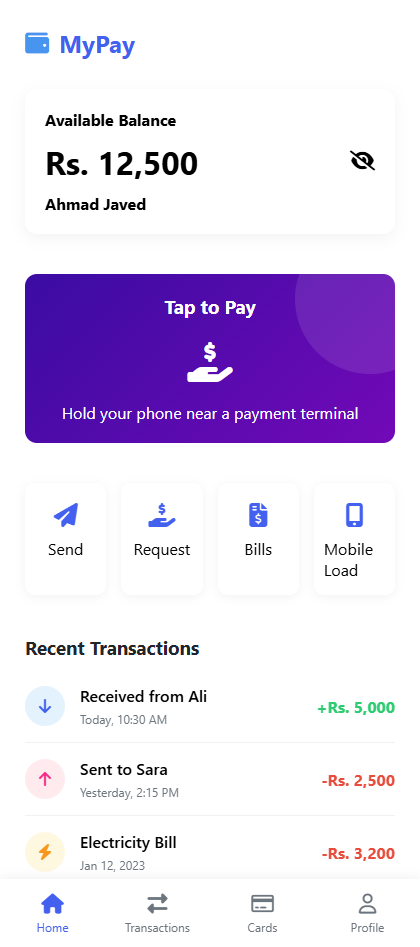 MyPay
Available Balance
Rs. 12,500
Ahmad Javed
Tap to Pay
Hold your phone near a payment terminal
Send
Request
Bills
Mobile
Load
Recent Transactions
Received from Ali
Today, 10:30 AM
+Rs. 5,000
Sent to Sara
Yesterday, 2:15 PM
-Rs. 2,500
Electricity Bill
Jan 12, 2023
-Rs. 3,200
Home
Transactions
Cards
Profile